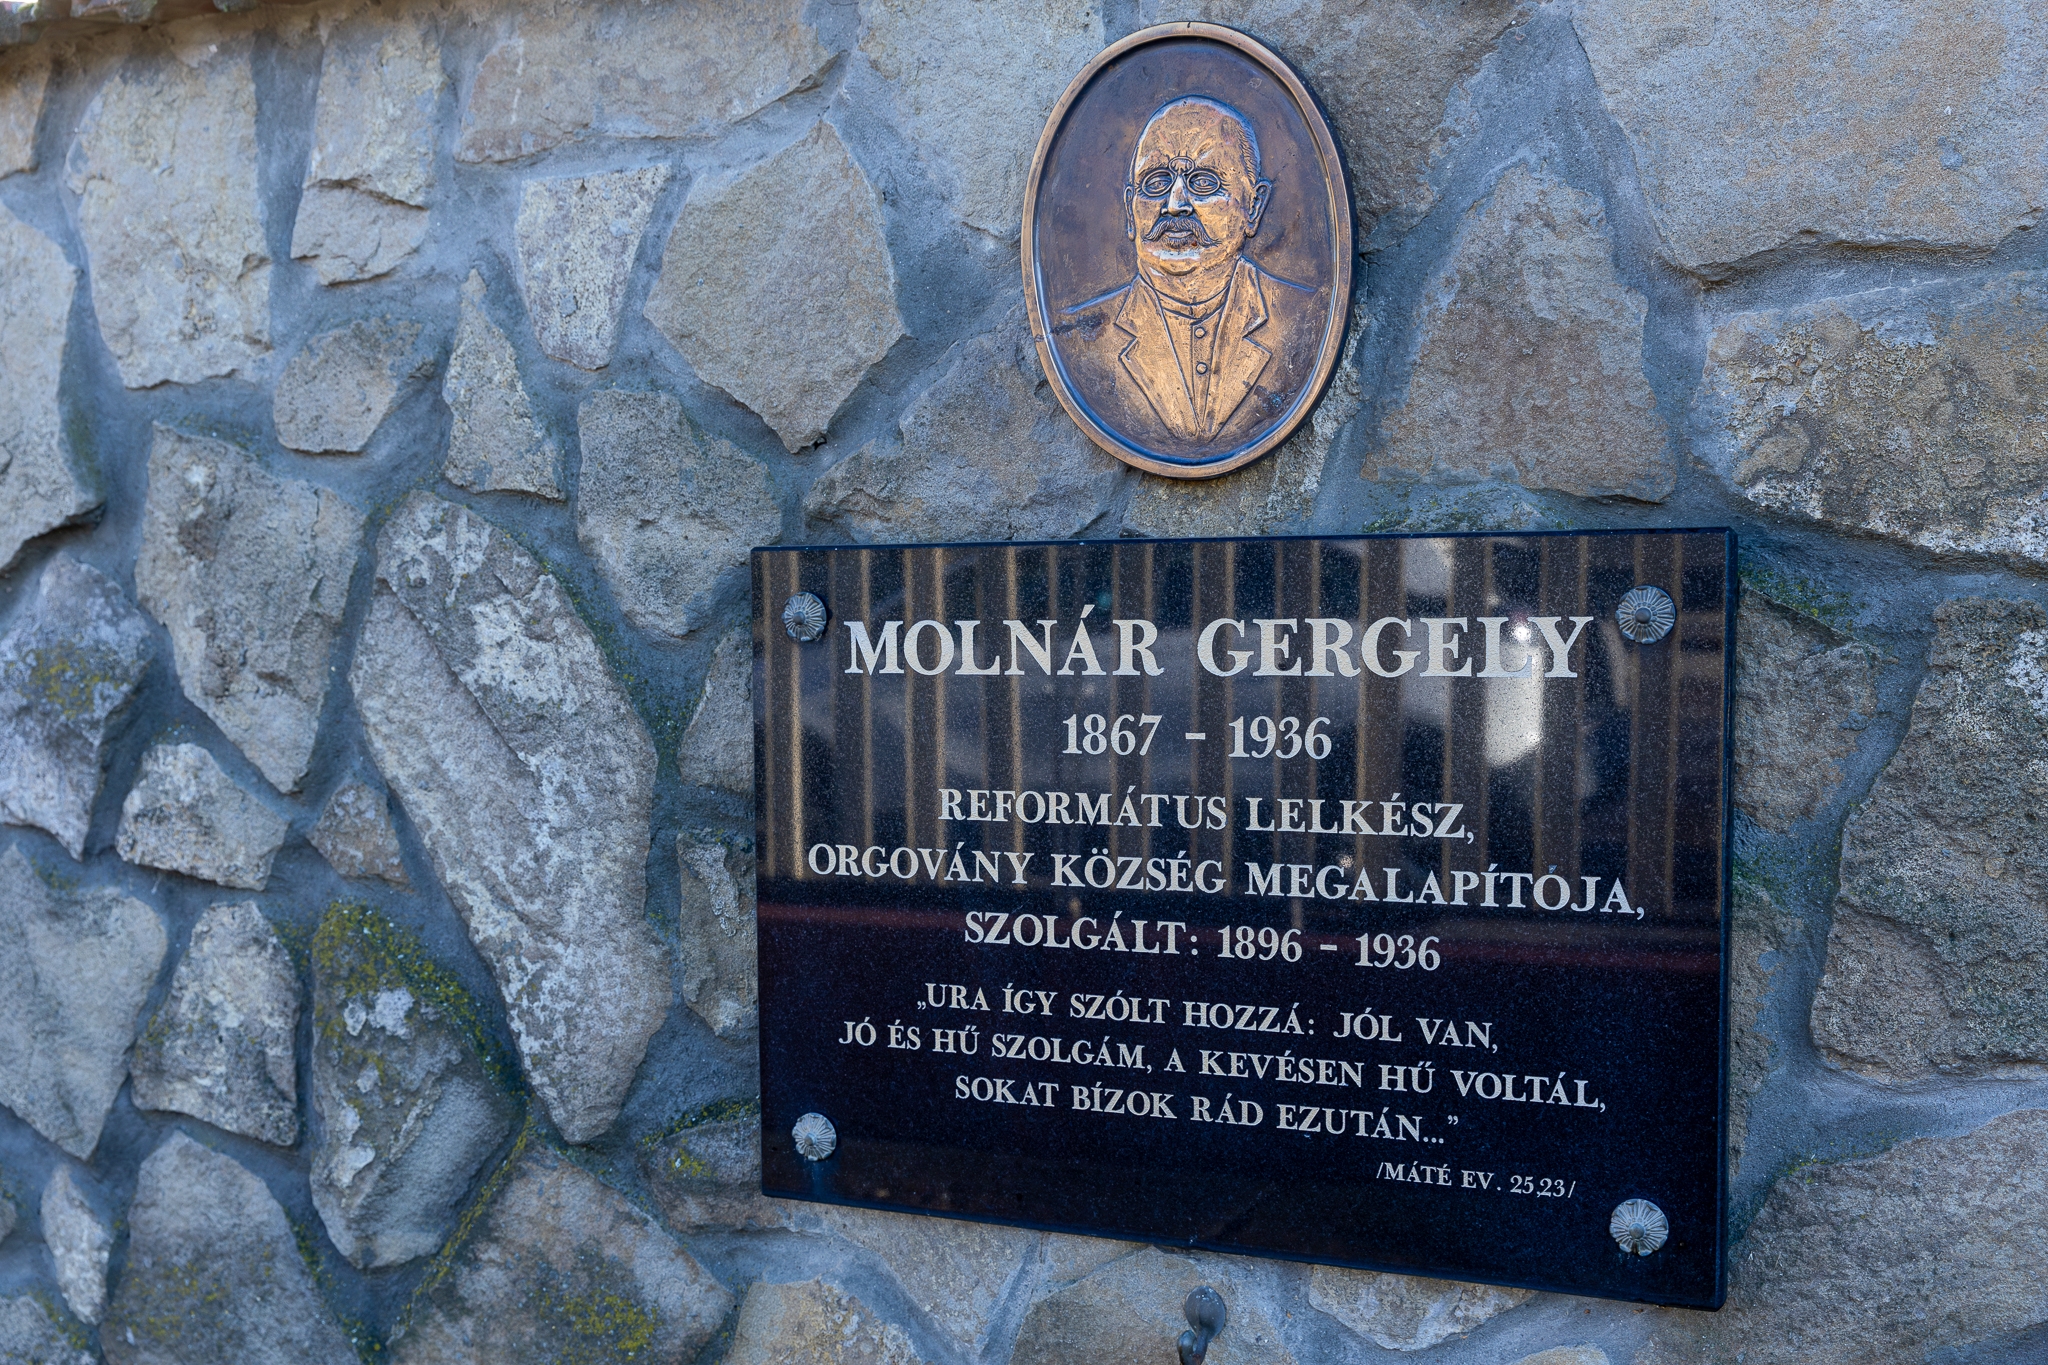 MOLNÁR GERGELY
1867 - 1936
REFORMÁTUS LELKÉSZ,
ORGOVÁNY KÖZSÉG MEGALAPÍTÓJA,
SZOLGÁLT: 1896 - 1936
„URA ÍGY SZÓLT HOZZÁ: JÓL VAN,
JÓ ÉS HŰ SZOLGÁM, A KEVÉSEN HŰ VOLTÁL,
SOKAT BÍZOK RÁD EZUTÁN...”
/MÁTÉ EV. 25,23/